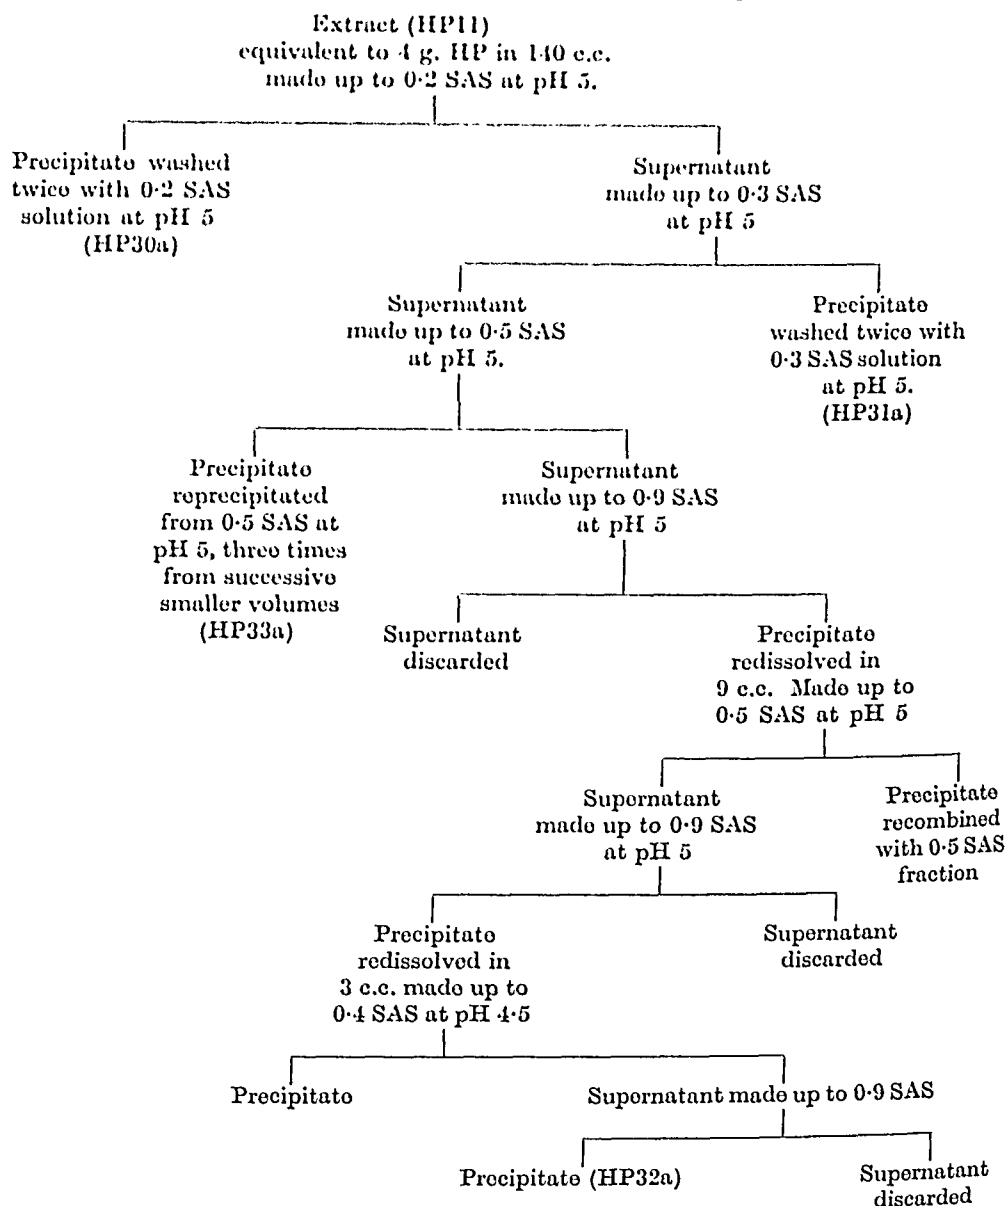 Extract (HP11)
equivalent to 4 g. HP in 140 c.c.
made up to 0·2 SAS at pH 5.
Precipitate washed
twice with 0·2 SAS
solution at pH 5
(HP30a)
Supernatant
made up to 0·3 SAS
at pH 5
Supernatant
made up to 0·5 SAS
at pH 5.
Precipitate
washed twice with
0·3 SAS solution
at pH 5.
(HP31a)
Precipitate
reprecipitated
from 0·5 SAS at
pH 5, three times
from successive
smaller volumes
(HP33a)
Supernatant
made up to 0·9 SAS
at pH 5
Supernatant
discarded
Precipitate
redissolved in
9 c.c. Made up to
0·5 SAS at pH 5
Supernatant
made up to 0·9 SAS
at pH 5
Precipitate
recombined
with 0·5 SAS
fraction
Precipitate
redissolved in
3 c.c. made up to
0·4 SAS at pH 4·5
Supernatant
discarded
Precipitate
Supernatant made up to 0·9 SAS
Precipitate (HP32a)
Supernatant
discarded